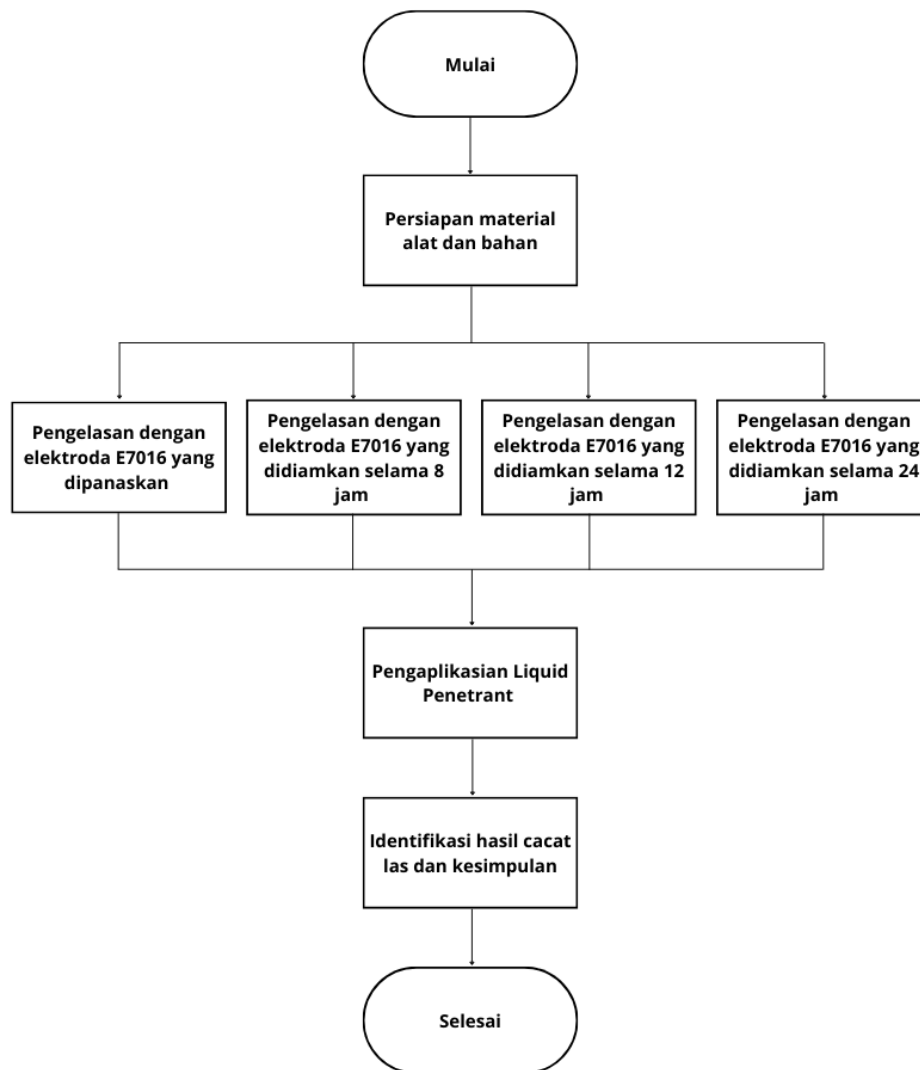 Mulai
Persiapan material
alat dan bahan
Pengelasan dengan
elektroda E7016 yang
dipanaskan
Pengelasan dengan
elektroda E7016 yang
didiamkan selama 8
jam
Pengelasan dengan
elektroda E7016 yang
didiamkan selama 12
jam
Pengelasan dengan
elektroda E7016 yang
didiamkan selama 24
jam
Pengaplikasian Liquid
Penetrant
Identifikasi hasil cacat
las dan kesimpulan
Selesai